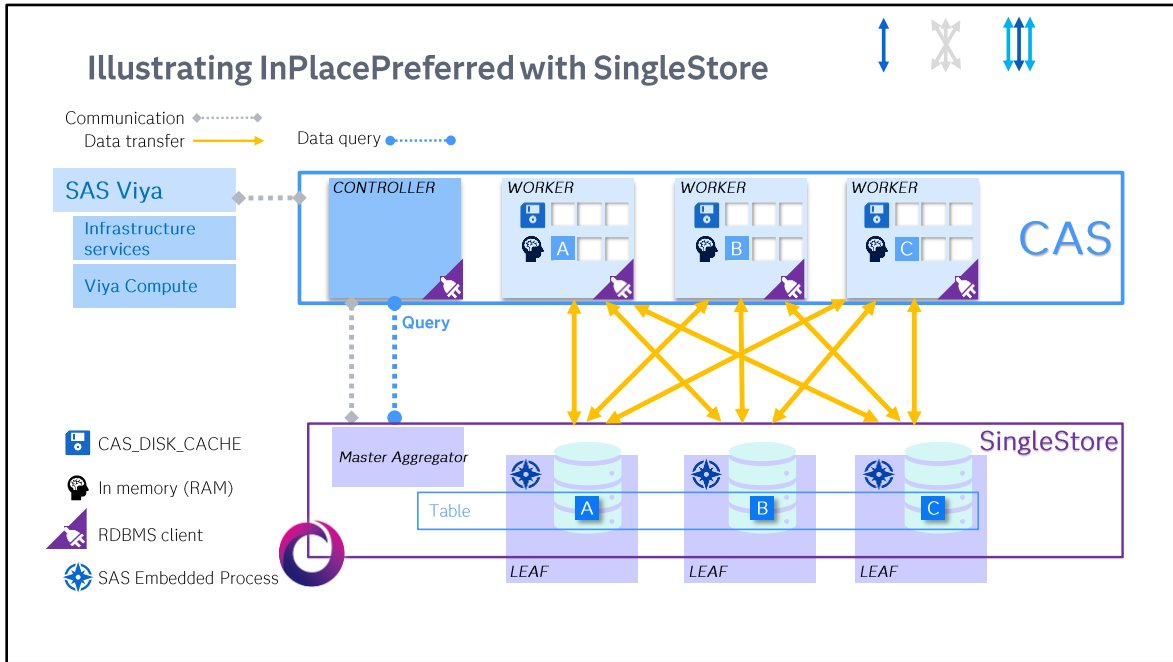 Illustrating InPlacePreferred with SingleStore
Communication
Data transfer
Data query
SAS Viya
Infrastructure
services
Viya Compute
CONTROLLER
WORKER
WORKER
WORKER
A
B
C
CAS
Query
SingleStore
Master Aggregator
Table
A
B
C
LEAF
LEAF
LEAF
CAS_DISK_CACHE
In memory (RAM)
RDBMS client
SAS Embedded Process